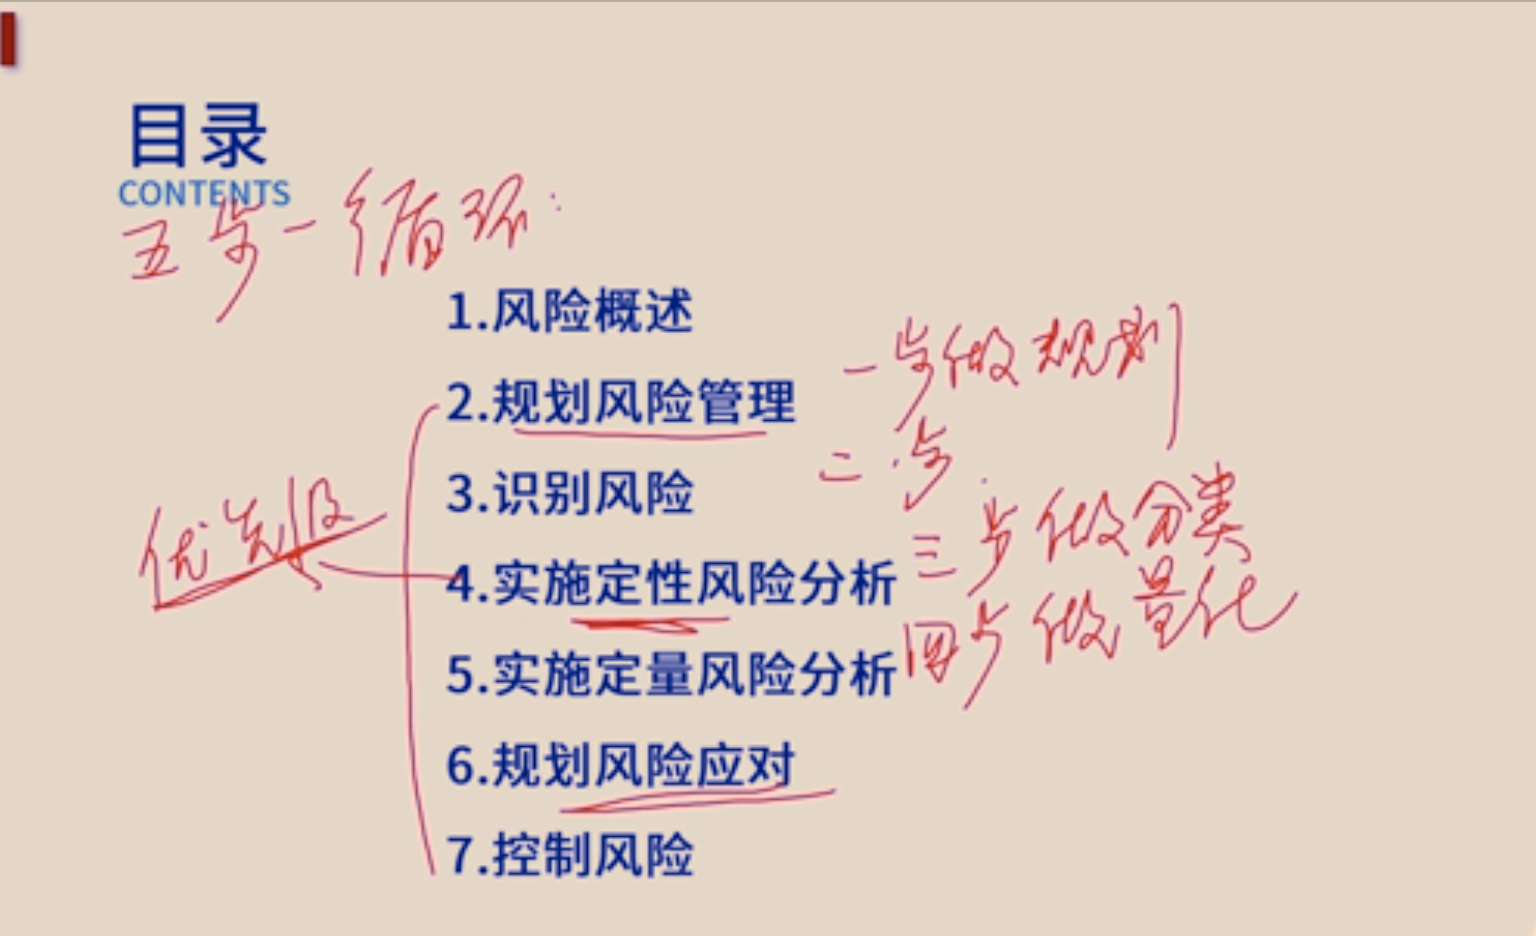 目录
CONTENTS
五步一循环:
1.风险概述
一步做规划
2.规划风险管理
二步
3.识别风险
三步做分类
优先级
4.实施定性风险分析
四步做量化
5.实施定量风险分析
6.规划风险应对
7.控制风险